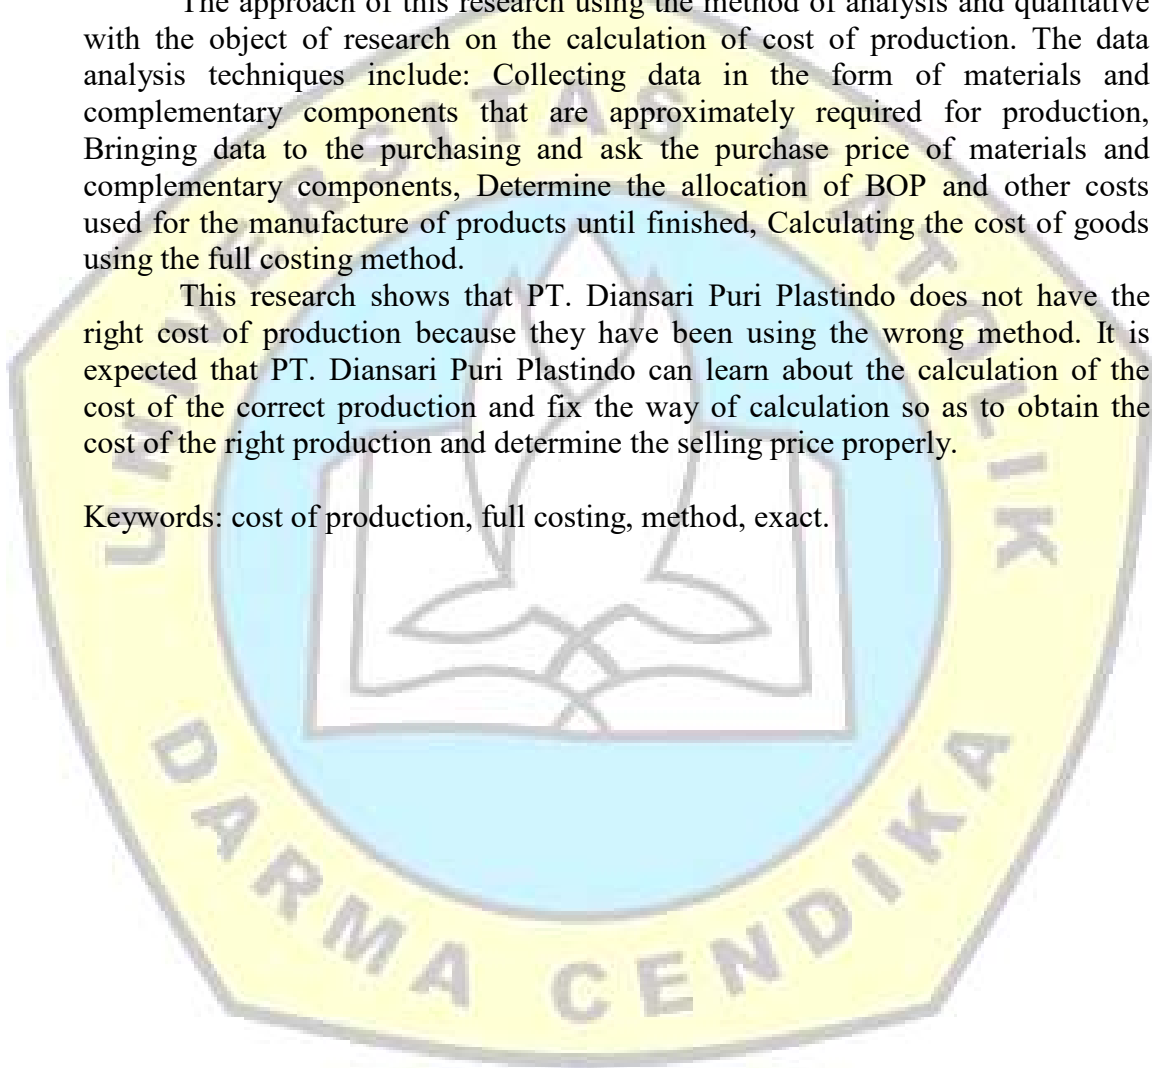 The approach of this research using the method of analysis and qualitative
with the object of research on the calculation of cost of production. The data
analysis techniques include: Collecting data in the form of materials and
complementary components that are approximately required for production,
Bringing data to the purchasing and ask the purchase price of materials and
complementary components, Determine the allocation of BOP and other costs
used for the manufacture of products until finished, Calculating the cost of goods
using the full costing method.
This research shows that PT. Diansari Puri Plastindo does not have the
right cost of production because they have been using the wrong method. It is
expected that PT. Diansari Puri Plastindo can learn about the calculation of the
cost of the correct production and fix the way of calculation so as to obtain the
cost of the right production and determine the selling price properly.
Keywords: cost of production, full costing, method, exact.
UNIVERSITAS KATOLIK
DARMA CENDIKA